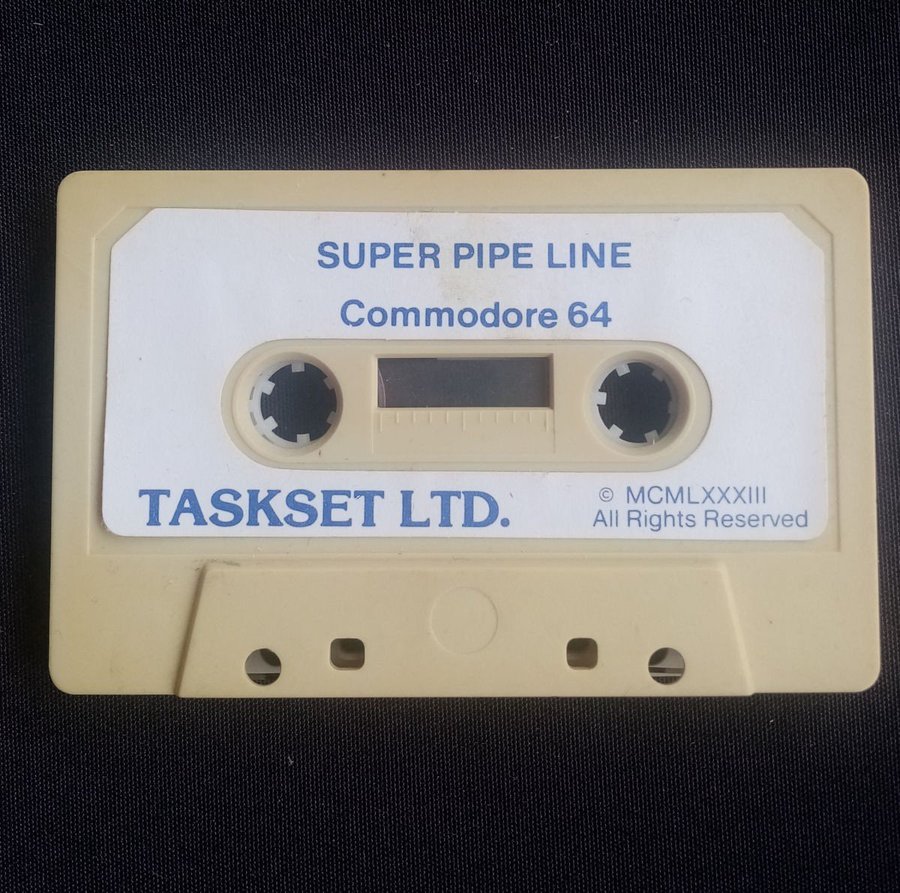 SUPER PIPE LINE
Commodore 64
TASKSET LTD.
© MCMLXXXIII
All Rights Reserved